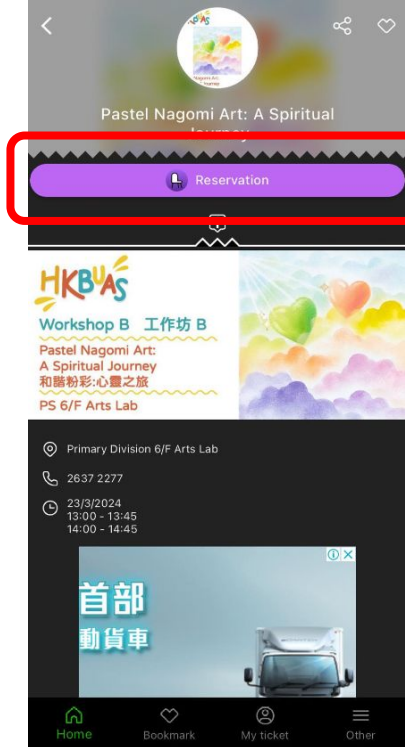 Pastel Nagomi Art: A Spiritual
Journey
Reservation
HKBUAS
Workshop B 工作坊 B
Pastel Nagomi Art:
A Spiritual Journey
和諧粉彩:心靈之旅
PS 6/F Arts Lab
Primary Division 6/F Arts Lab
2637 2277
23/3/2024
13:00 - 13:45
14:00 - 14:45
首部
動貨車
Home
Bookmark
My ticket
Other